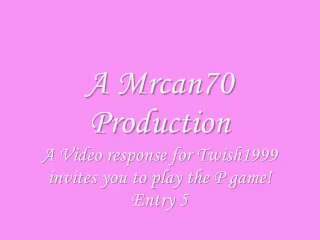 A Mrcan70
Production
A Video response for Twish1999
invites you to play the P game!
Entry 5